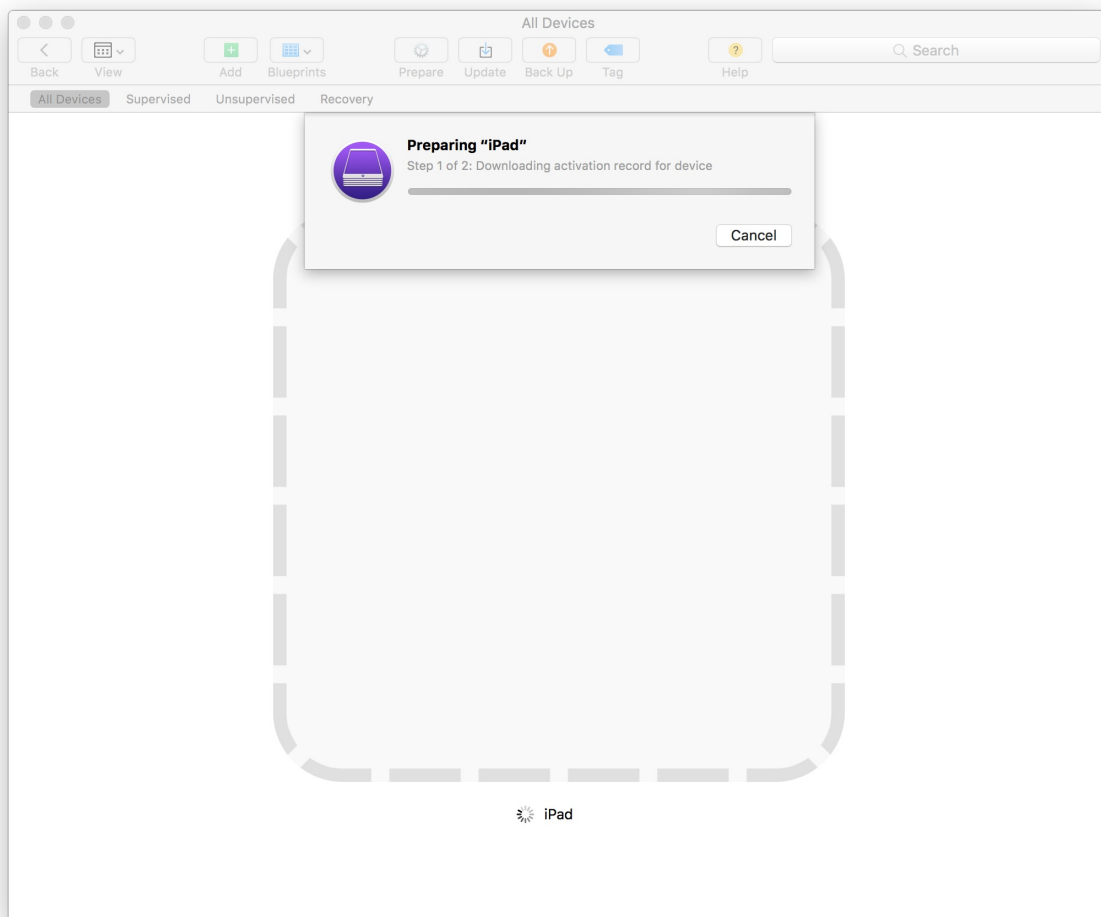 All Devices
Back View Add Blueprints Prepare Update Back Up Tag ? Help Search
All Devices Supervised Unsupervised Recovery
Preparing “iPad”
Step 1 of 2: Downloading activation record for device
Cancel
iPad